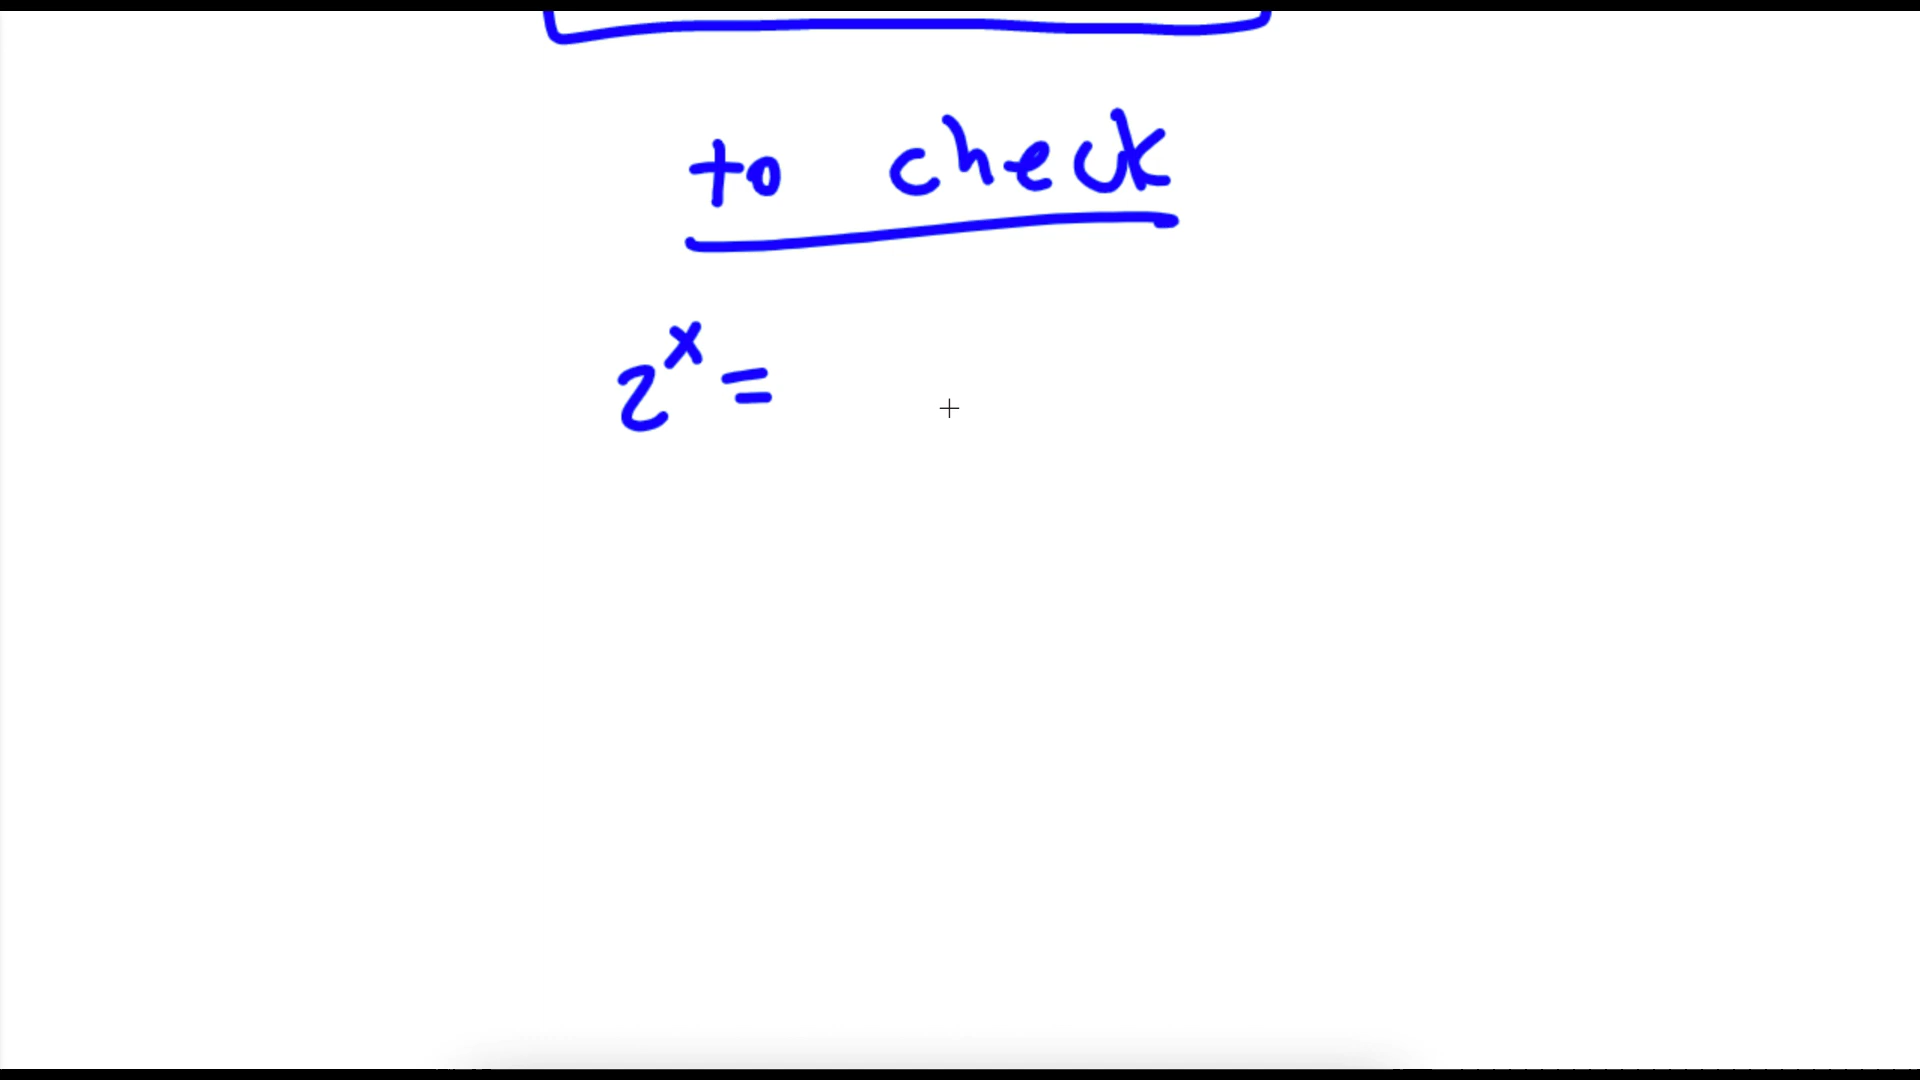 to check
2^x =